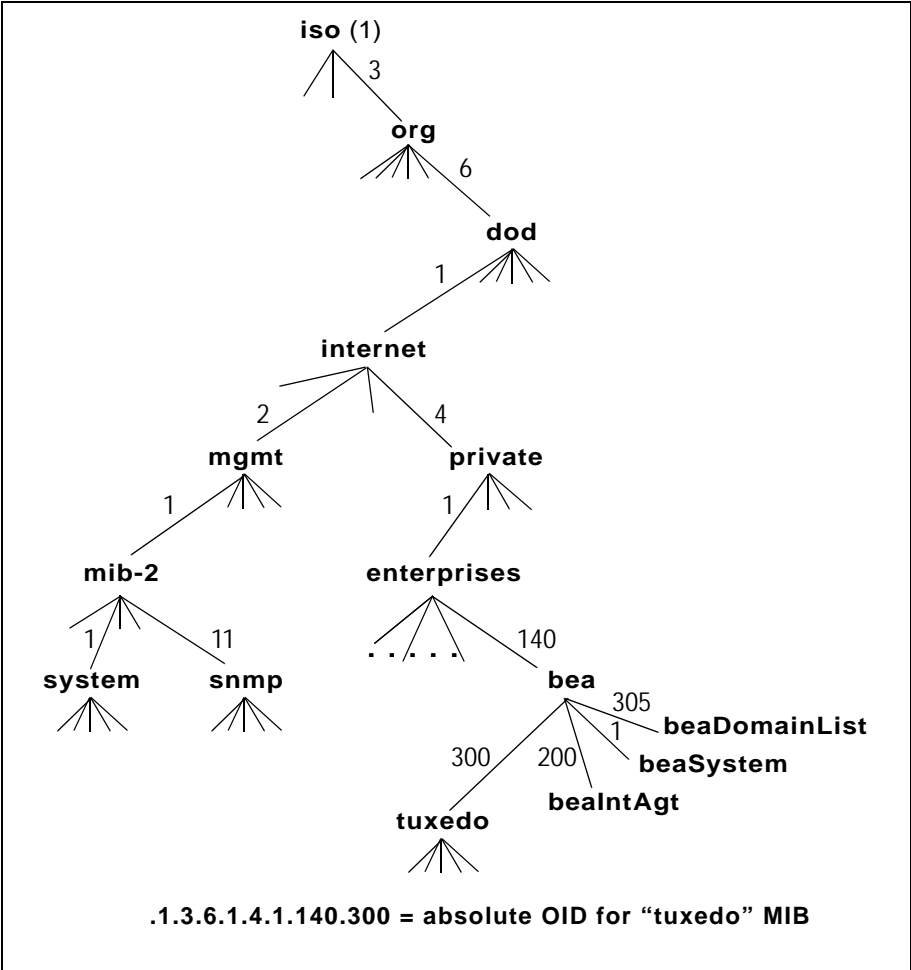 iso (1)
3
org
6
dod
1
internet
2
4
mgmt
private
1
1
mib-2
enterprises
1
11
140
system
snmp
bea
305
beaDomainList
1
300
200
beaSystem
beaIntAgt
tuxedo
.1.3.6.1.4.1.140.300 = absolute OID for “tuxedo” MIB